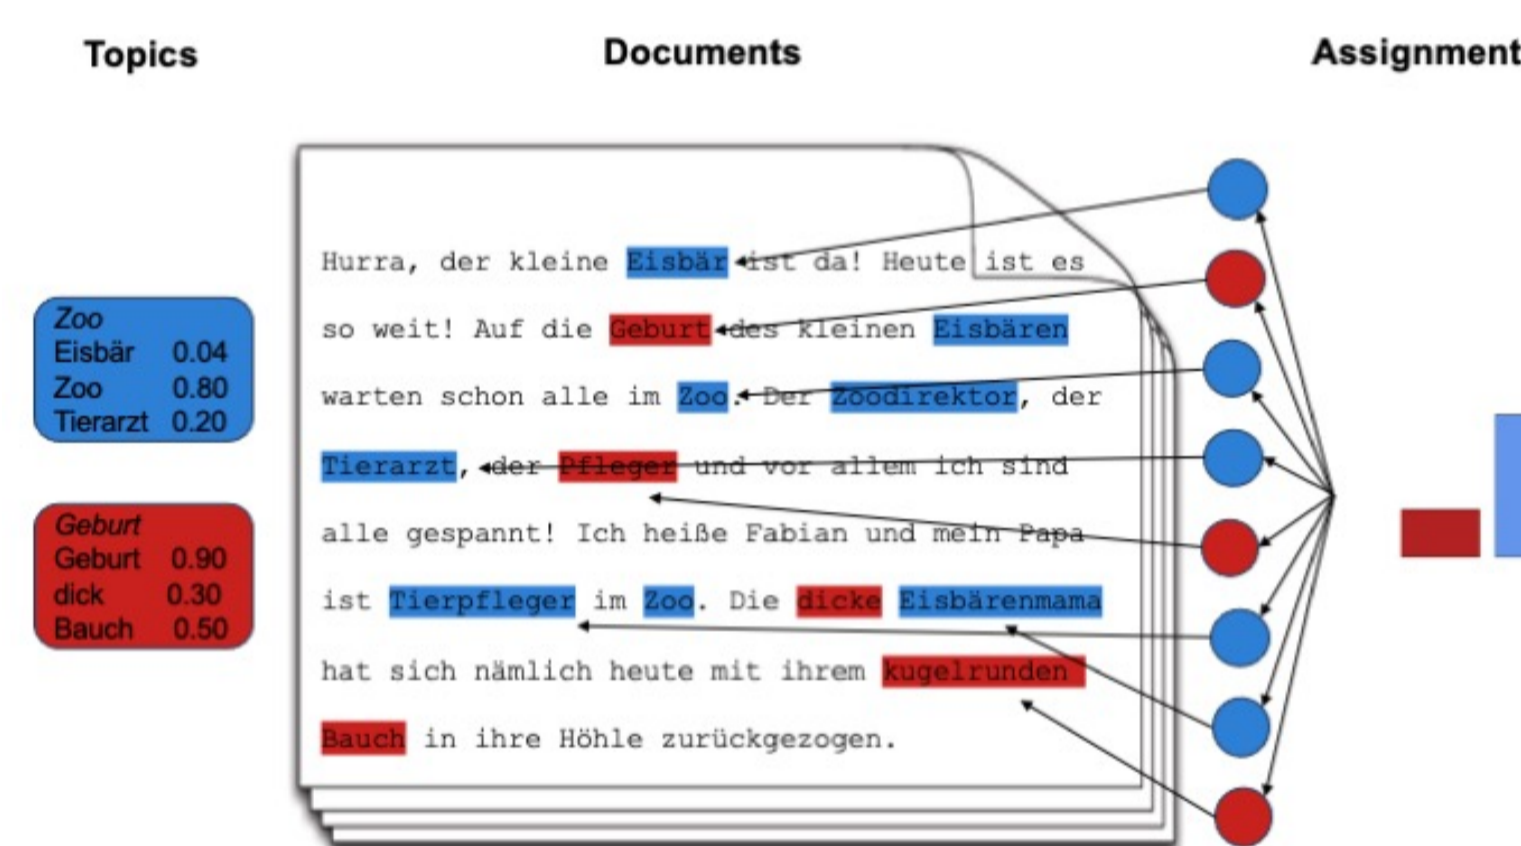 Topics
Documents
Assignment
Zoo
Eisbär 0.04
Zoo 0.80
Tierarzt 0.20
Geburt
Geburt 0.90
dick 0.30
Bauch 0.50
Hurra, der kleine Eisbär ist da! Heute ist es
so weit! Auf die Geburt des kleinen Eisbären
warten schon alle im Zoo. Der Zoodirektor, der
Tierarzt, der Pfleger und vor allem ich sind
alle gespannt! Ich heiße Fabian und mein Papa
ist Tierpfleger im Zoo. Die dicke Eisbärenmama
hat sich nämlich heute mit ihrem kugelrunden
Bauch in ihre Höhle zurückgezogen.